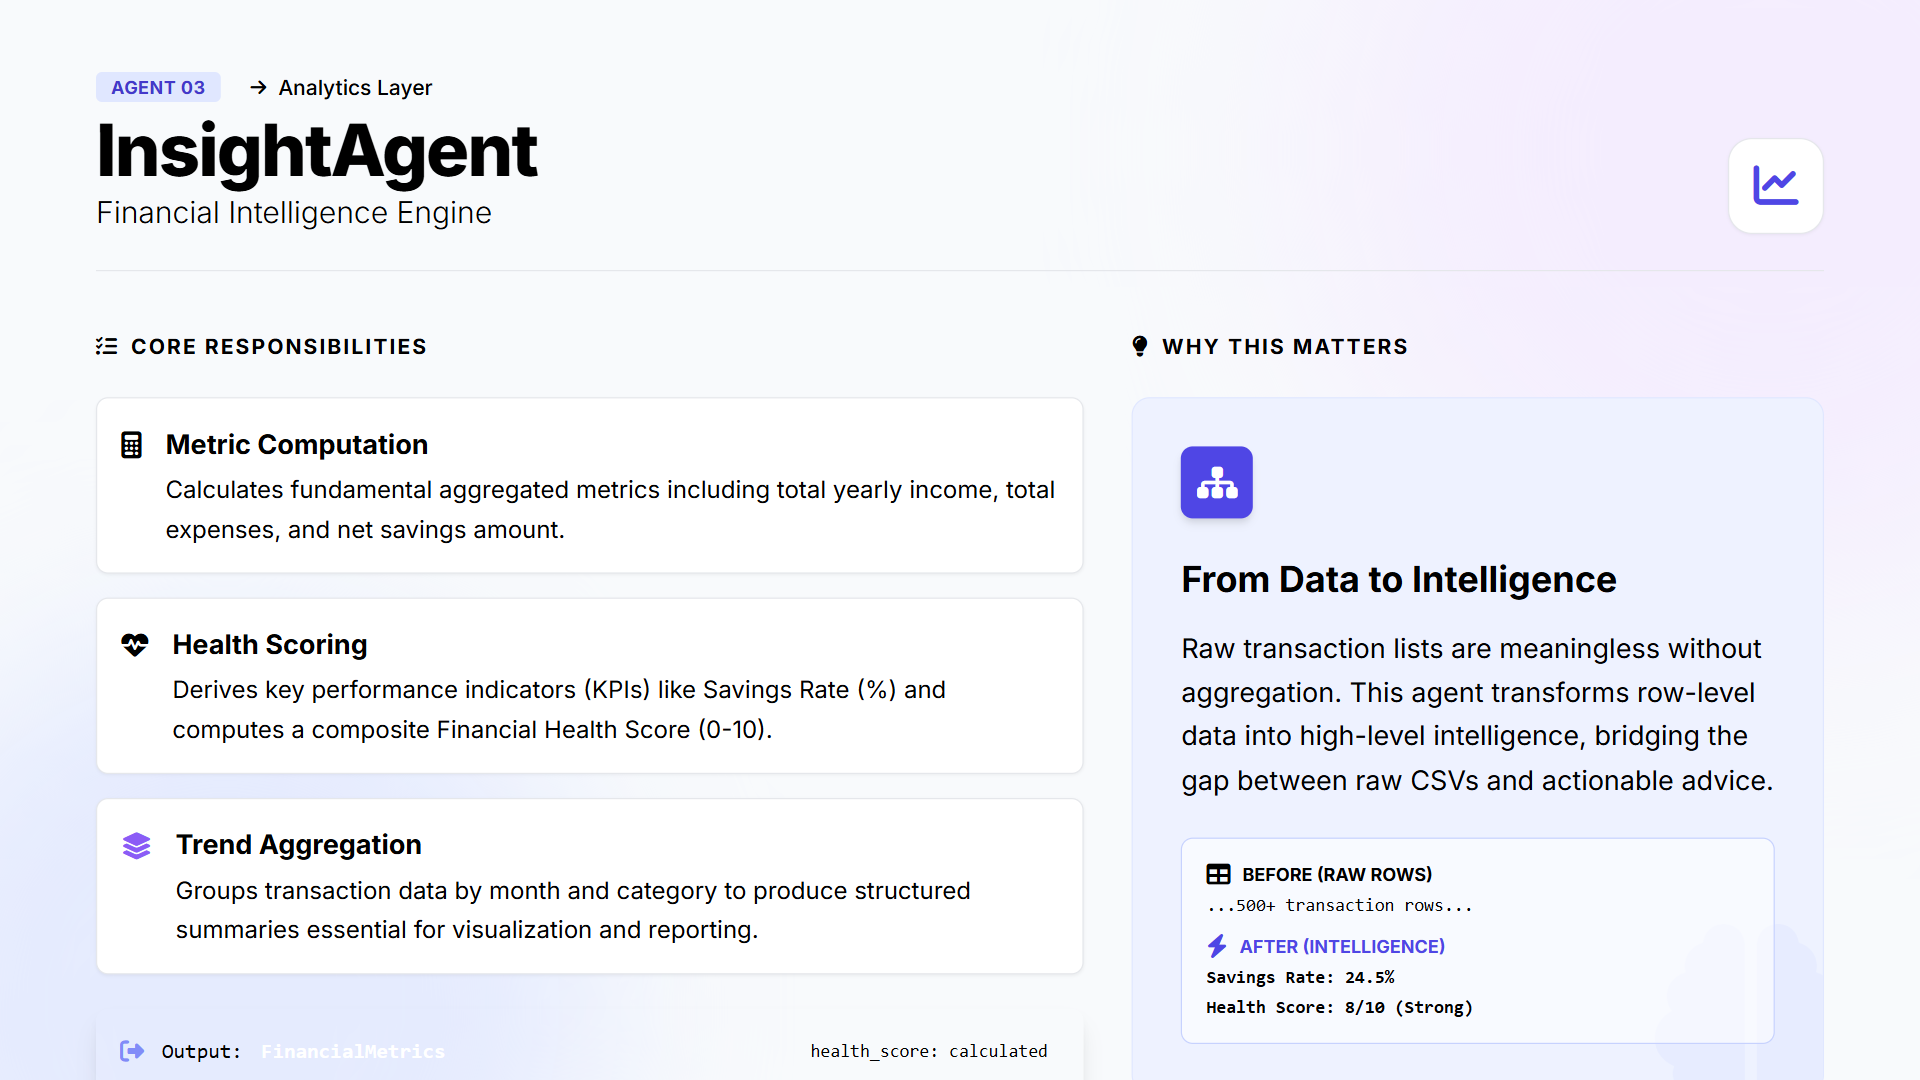 AGENT 03
→ Analytics Layer
InsightAgent
Financial Intelligence Engine
CORE RESPONSIBILITIES
Metric Computation
Calculates fundamental aggregated metrics including total yearly income, total
expenses, and net savings amount.
Health Scoring
Derives key performance indicators (KPIs) like Savings Rate (%) and
computes a composite Financial Health Score (0-10).
Trend Aggregation
Groups transaction data by month and category to produce structured
summaries essential for visualization and reporting.
Output: FinancialMetrics
health_score: calculated
WHY THIS MATTERS
From Data to Intelligence
Raw transaction lists are meaningless without
aggregation. This agent transforms row-level
data into high-level intelligence, bridging the
gap between raw CSVs and actionable advice.
BEFORE (RAW ROWS)
...500+ transaction rows...
AFTER (INTELLIGENCE)
Savings Rate: 24.5%
Health Score: 8/10 (Strong)